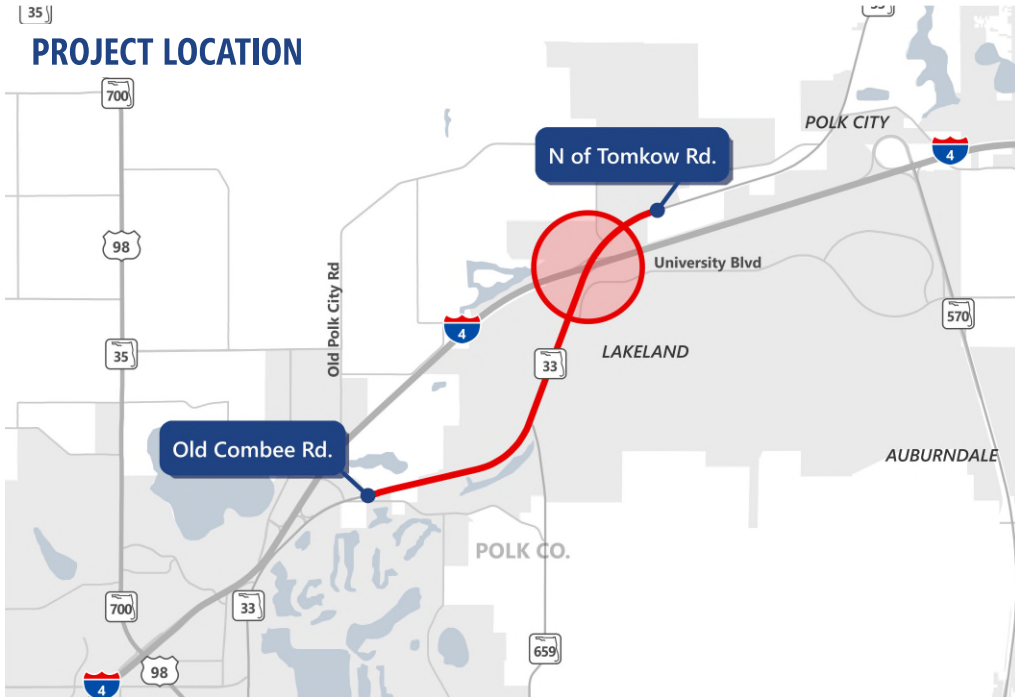 35
35
PROJECT LOCATION
700
POLK CITY
N of Tomkow Rd.
4
98
University Blvd
Old Polk City Rd
570
4
35
LAKELAND
33
Old Combee Rd.
AUBURNDALE
POLK CO.
700
33
659
98
4